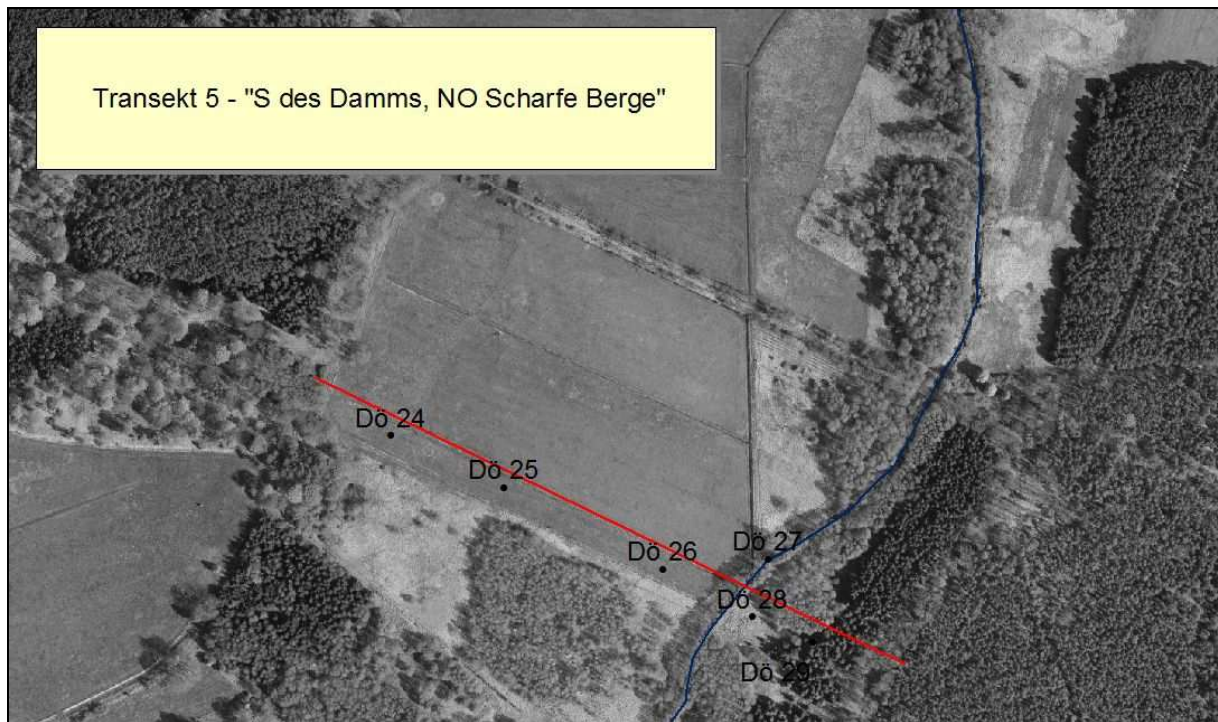 Transekt 5 - "S des Damms, NO Scharfe Berge"
Dö 24
Dö 25
Dö 26
Dö 27
Dö 28
Dö 29